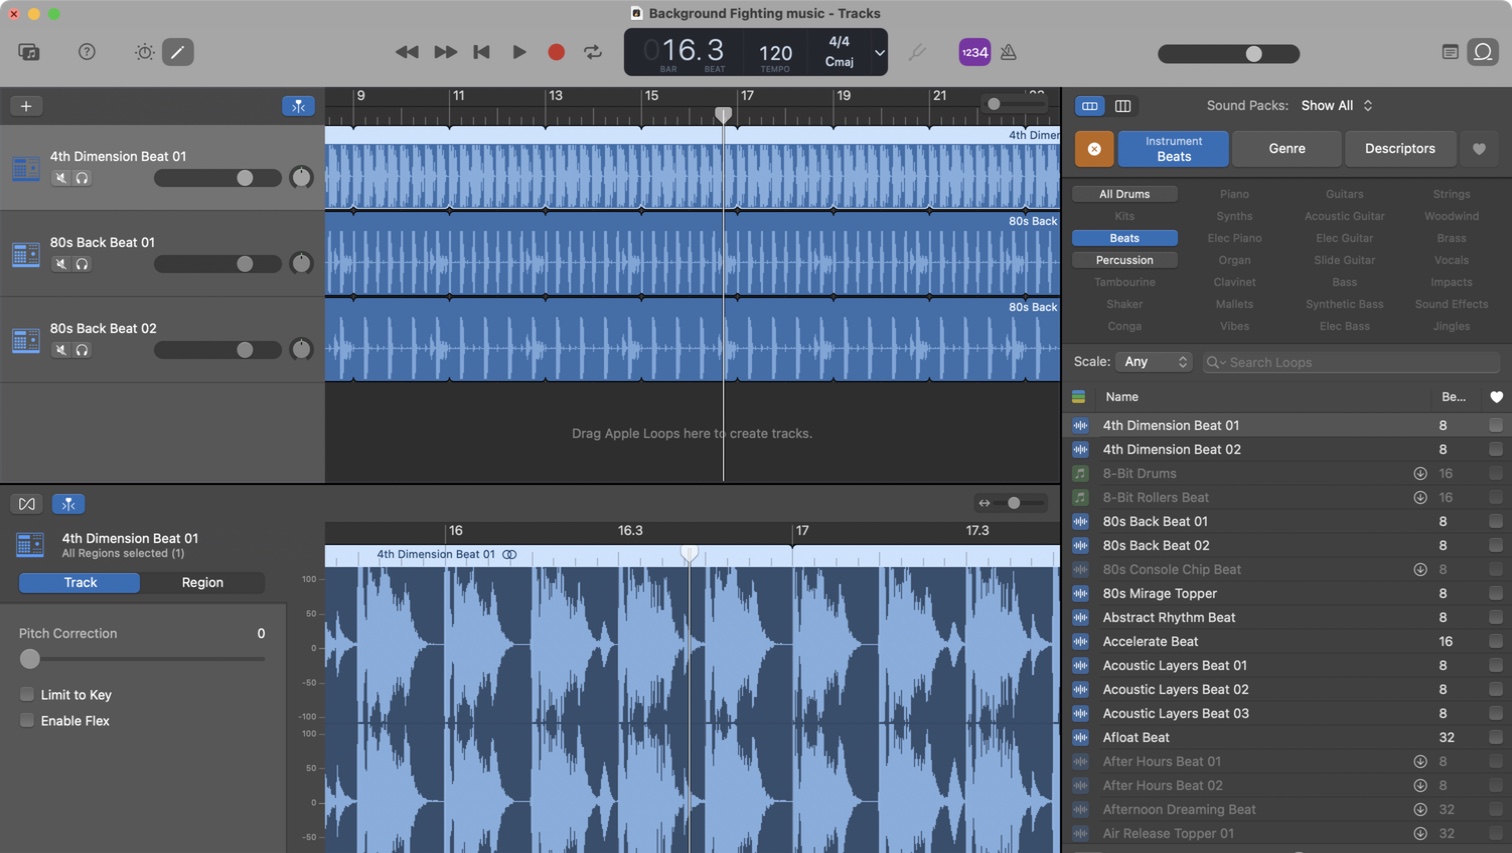 Background Fighting music - Tracks
016.3
BAR
BEAT
120
TEMPO
4/4
Cmaj
1234
9
11
13
15
17
19
21
4th Dimension Beat 01
80s Back Beat 01
80s Back Beat 02
4th Dimen
80s Back
80s Back
Drag Apple Loops here to create tracks.
4th Dimension Beat 01
All Regions selected (1)
Track
Region
Pitch Correction
0
Limit to Key
Enable Flex
16
16.3
17
17.3
4th Dimension Beat 01
100
50
0
-50
-100
100
50
0
-50
Sound Packs: Show All
Instrument
Beats
Genre
Descriptors
All Drums Piano Guitars Strings
Kits Synths Acoustic Guitar Woodwind
Beats Elec Piano Elec Guitar Brass
Percussion Organ Slide Guitar Vocals
Tambourine Clavinet Bass Impacts
Shaker Mallets Synthetic Bass Sound Effects
Conga Vibes Elec Bass Jingles
Scale: Any
Search Loops
Name Be...
4th Dimension Beat 01 8
4th Dimension Beat 02 8
8-Bit Drums 16
8-Bit Rollers Beat 16
80s Back Beat 01 8
80s Back Beat 02 8
80s Console Chip Beat 8
80s Mirage Topper 8
Abstract Rhythm Beat 8
Accelerate Beat 16
Acoustic Layers Beat 01 8
Acoustic Layers Beat 02 8
Acoustic Layers Beat 03 8
Afloat Beat 32
After Hours Beat 01 8
After Hours Beat 02 8
Afternoon Dreaming Beat 32
Air Release Topper 01 32